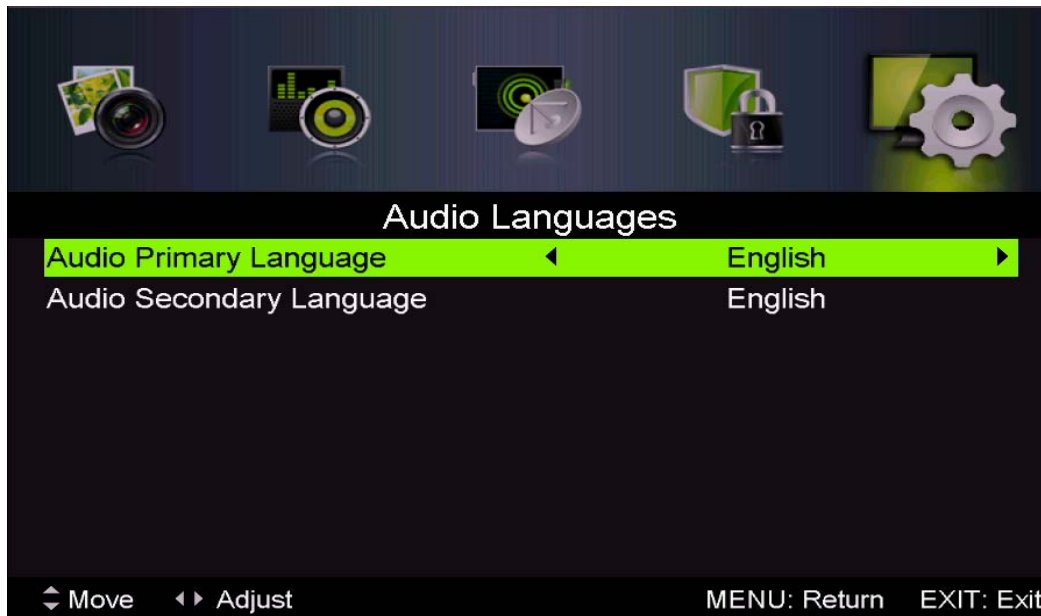 Audio Languages
Audio Primary Language English
Audio Secondary Language English
Move Adjust MENU: Return EXIT: Exit